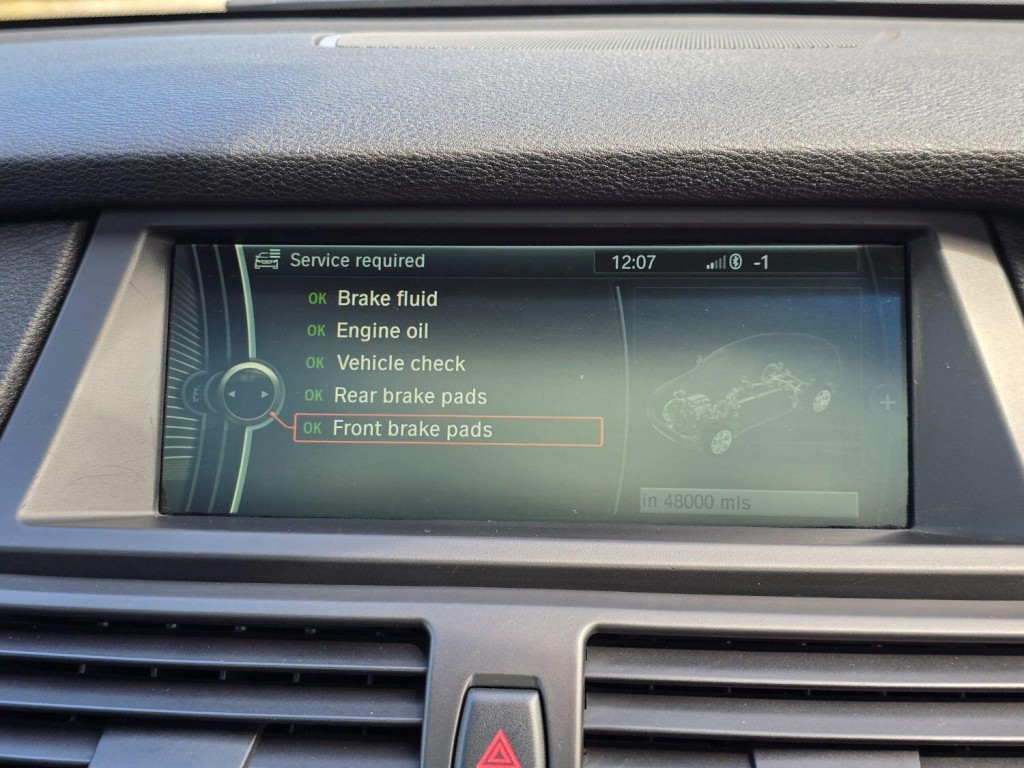 Service required
12:07
-1
OK Brake fluid
OK Engine oil
OK Vehicle check
OK Rear brake pads
OK Front brake pads
in 48000 mls